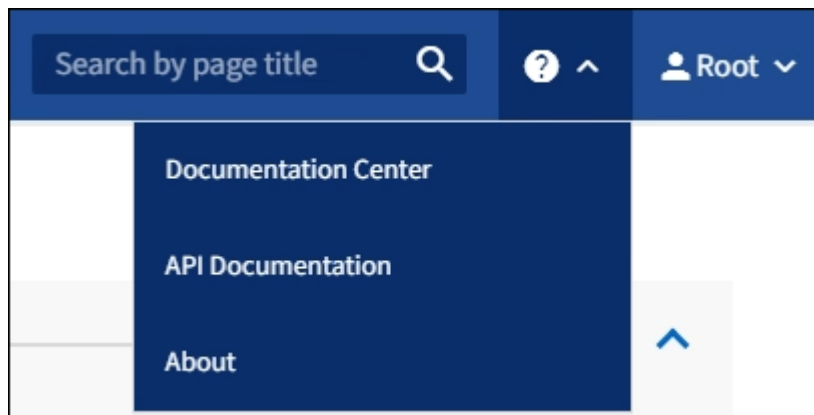 Search by page title
Root
Documentation Center
API Documentation
About